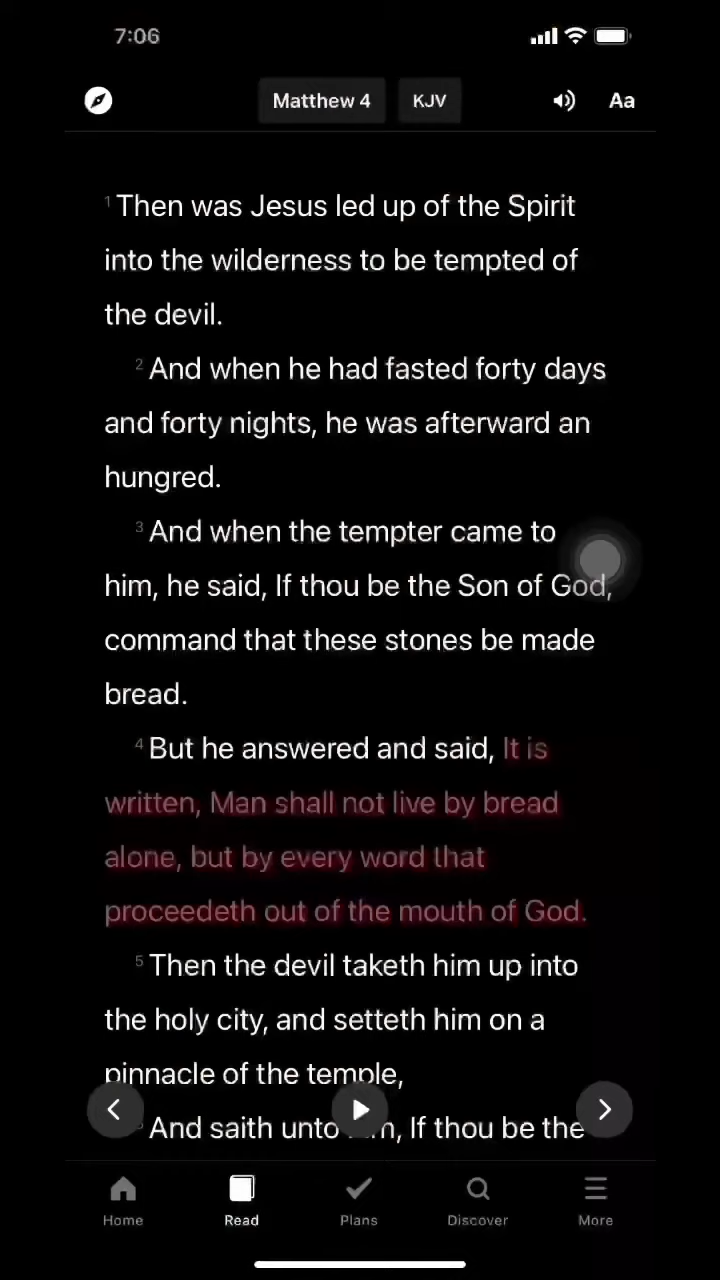 7:06
Matthew 4 KJV Aa
1 Then was Jesus led up of the Spirit
into the wilderness to be tempted of
the devil.
2 And when he had fasted forty days
and forty nights, he was afterward an
hungred.
3 And when the tempter came to
him, he said, If thou be the Son of God,
command that these stones be made
bread.
4 But he answered and said, It is
written, Man shall not live by bread
alone, but by every word that
proceedeth out of the mouth of God.
5 Then the devil taketh him up into
the holy city, and setteth him on a
pinnacle of the temple,
And saith unto If thou be the
Home Read Plans Discover More